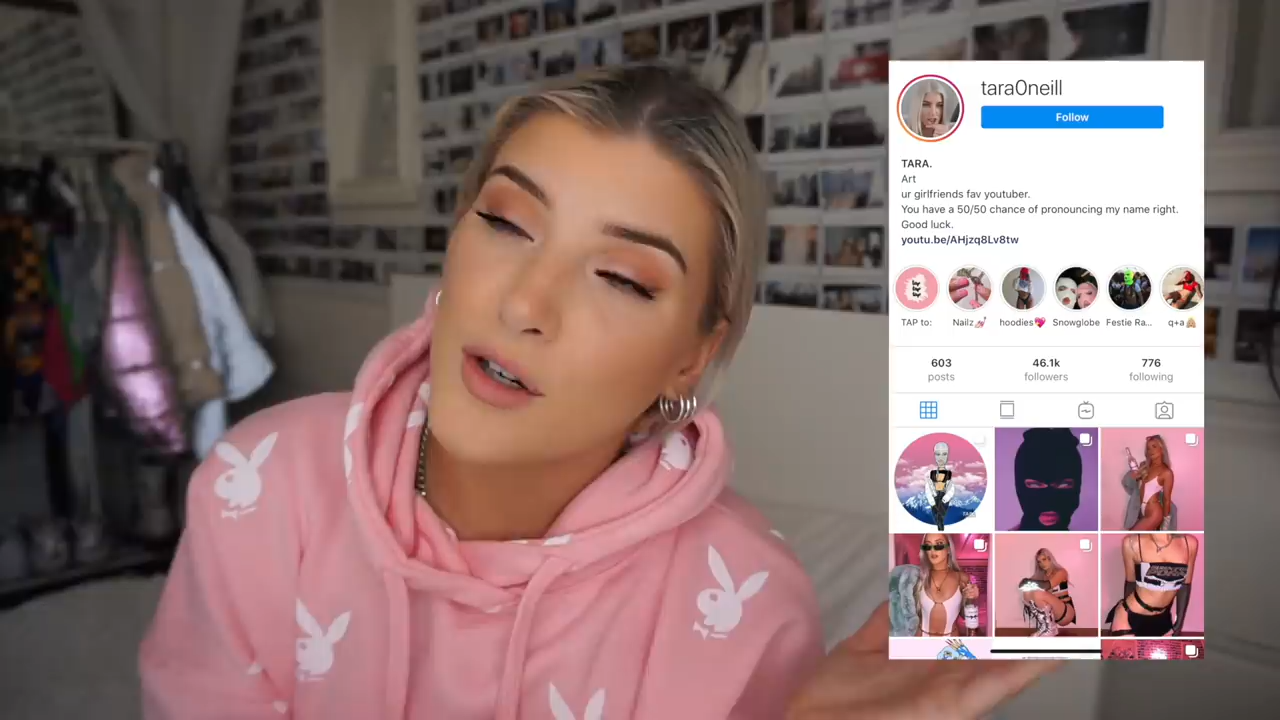 tara0neill
Follow
TARA.
Art
ur girlfriends fav youtuber.
You have a 50/50 chance of pronouncing my name right.
Good luck.
youtu.be/AHjzq8Lv8tw
TAP to:
Nailz💅🏻
hoodies💖
Snowglobe
Festie Ra...
q+a🙏🏼
603
46.1k
776
posts
followers
following